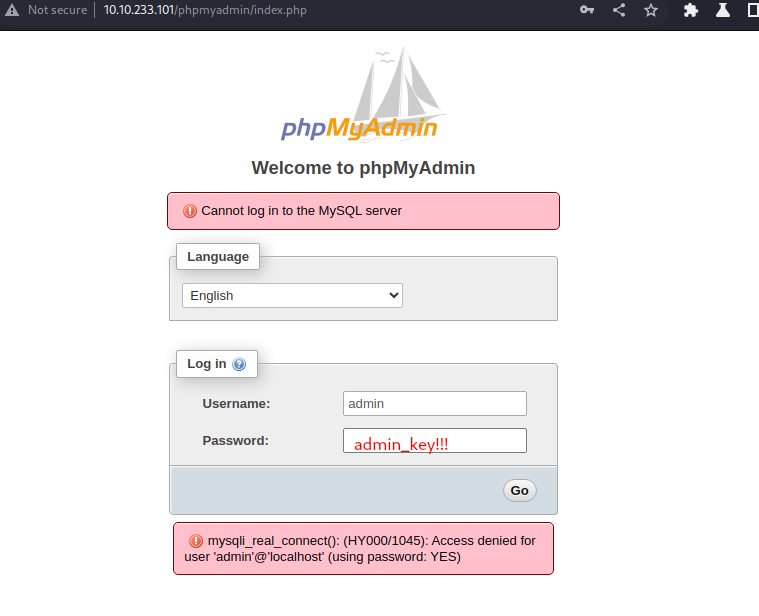 Not secure 10.10.233.101/phpmyadmin/index.php
phpMyAdmin
Welcome to phpMyAdmin
Cannot log in to the MySQL server
Language
English
Log in
Username: admin
Password: admin_key!!!
Go
mysqli_real_connect(): (HY000/1045): Access denied for
user 'admin'@'localhost' (using password: YES)